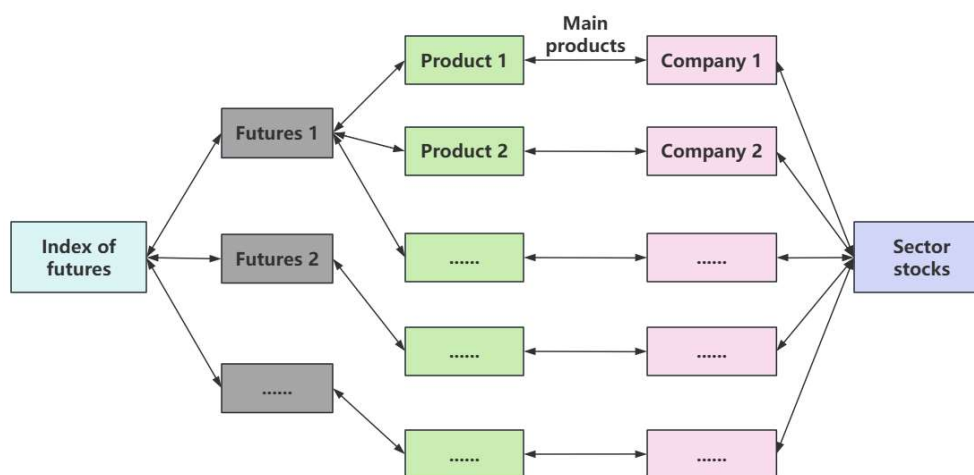 Main
products
Product 1
Company 1
Futures 1
Product 2
Company 2
Index of
futures
Futures 2
......
......
Sector
stocks
......
......
......
......
......